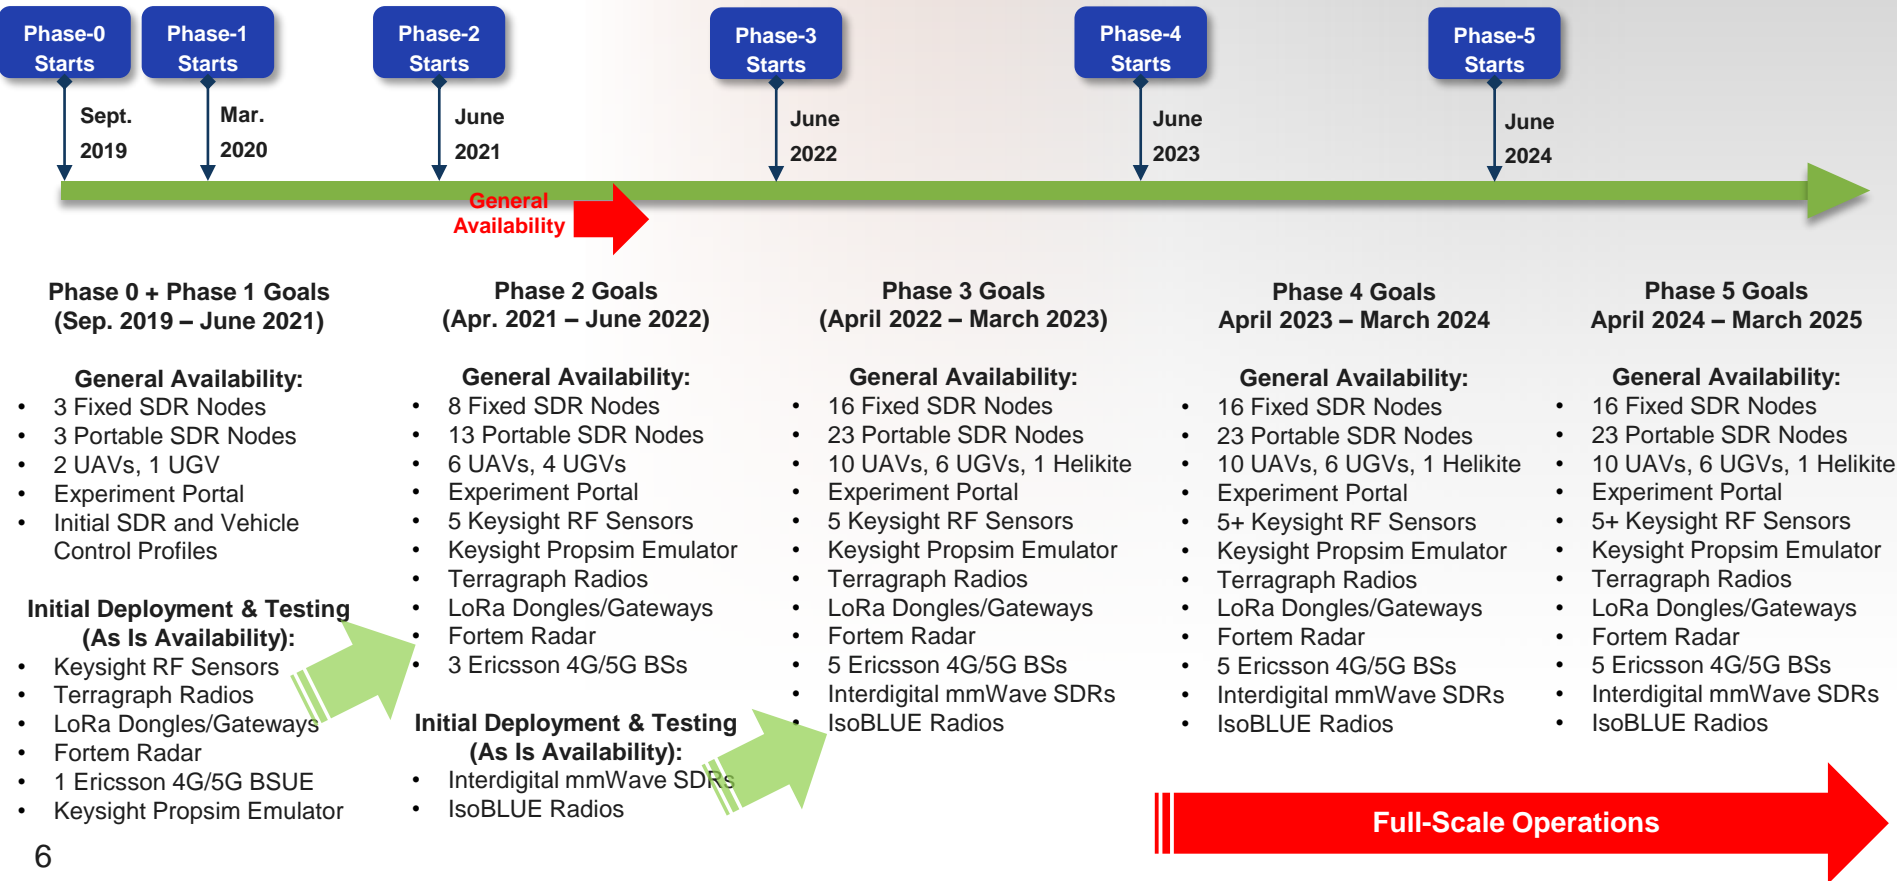 Phase-0
Starts
Phase-1
Starts
Phase-2
Starts
Phase-3
Starts
Phase-4
Starts
Phase-5
Starts
Sept.
2019
Mar.
2020
June
2021
June
2022
June
2023
June
2024
General
Availability
Phase 0 + Phase 1 Goals
(Sep. 2019 – June 2021)
General Availability:
• 3 Fixed SDR Nodes
• 3 Portable SDR Nodes
• 2 UAVs, 1 UGV
• Experiment Portal
• Initial SDR and Vehicle
Control Profiles
Initial Deployment & Testing
(As Is Availability):
• Keysight RF Sensors
• Terragraph Radios
• LoRa Dongles/Gateways
• Fortem Radar
• 1 Ericsson 4G/5G BSUE
• Keysight Propsim Emulator
Phase 2 Goals
(Apr. 2021 – June 2022)
General Availability:
• 8 Fixed SDR Nodes
• 13 Portable SDR Nodes
• 6 UAVs, 4 UGVs
• Experiment Portal
• 5 Keysight RF Sensors
• Keysight Propsim Emulator
• Terragraph Radios
• LoRa Dongles/Gateways
• Fortem Radar
• 3 Ericsson 4G/5G BSs
Initial Deployment & Testing
(As Is Availability):
• Interdigital mmWave SDRs
• IsoBLUE Radios
Phase 3 Goals
(April 2022 – March 2023)
General Availability:
• 16 Fixed SDR Nodes
• 23 Portable SDR Nodes
• 10 UAVs, 6 UGVs, 1 Helikite
• Experiment Portal
• 5 Keysight RF Sensors
• Keysight Propsim Emulator
• Terragraph Radios
• LoRa Dongles/Gateways
• Fortem Radar
• 5 Ericsson 4G/5G BSs
• Interdigital mmWave SDRs
• IsoBLUE Radios
Phase 4 Goals
April 2023 – March 2024
General Availability:
• 16 Fixed SDR Nodes
• 23 Portable SDR Nodes
• 10 UAVs, 6 UGVs, 1 Helikite
• Experiment Portal
• 5+ Keysight RF Sensors
• Keysight Propsim Emulator
• Terragraph Radios
• LoRa Dongles/Gateways
• Fortem Radar
• 5 Ericsson 4G/5G BSs
• Interdigital mmWave SDRs
• IsoBLUE Radios
Phase 5 Goals
April 2024 – March 2025
General Availability:
• 16 Fixed SDR Nodes
• 23 Portable SDR Nodes
• 10 UAVs, 6 UGVs, 1 Helikite
• Experiment Portal
• 5+ Keysight RF Sensors
• Keysight Propsim Emulator
• Terragraph Radios
• LoRa Dongles/Gateways
• Fortem Radar
• 5 Ericsson 4G/5G BSs
• Interdigital mmWave SDRs
• IsoBLUE Radios
Full-Scale Operations
6